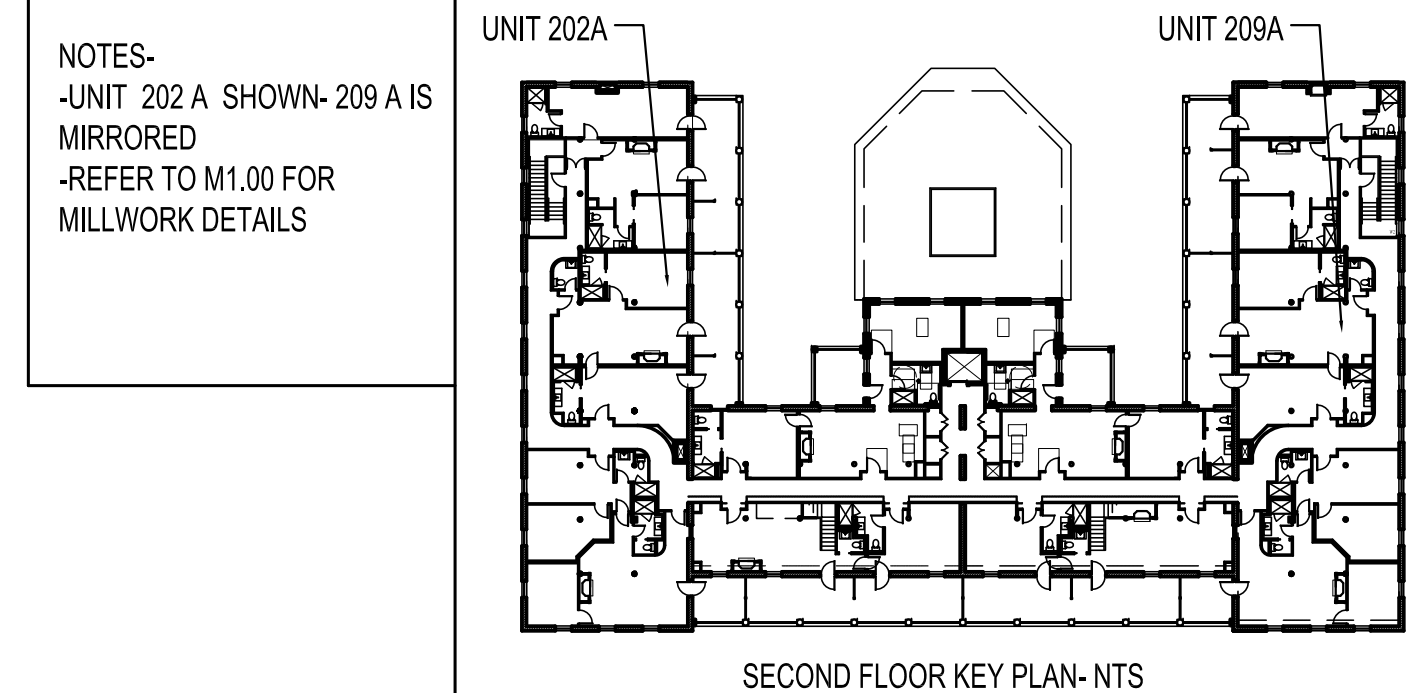 NOTES-
-UNIT 202 A SHOWN- 209 A IS
MIRRORED
-REFER TO M1.00 FOR
MILLWORK DETAILS
UNIT 202A
UNIT 209A
SECOND FLOOR KEY PLAN- NTS